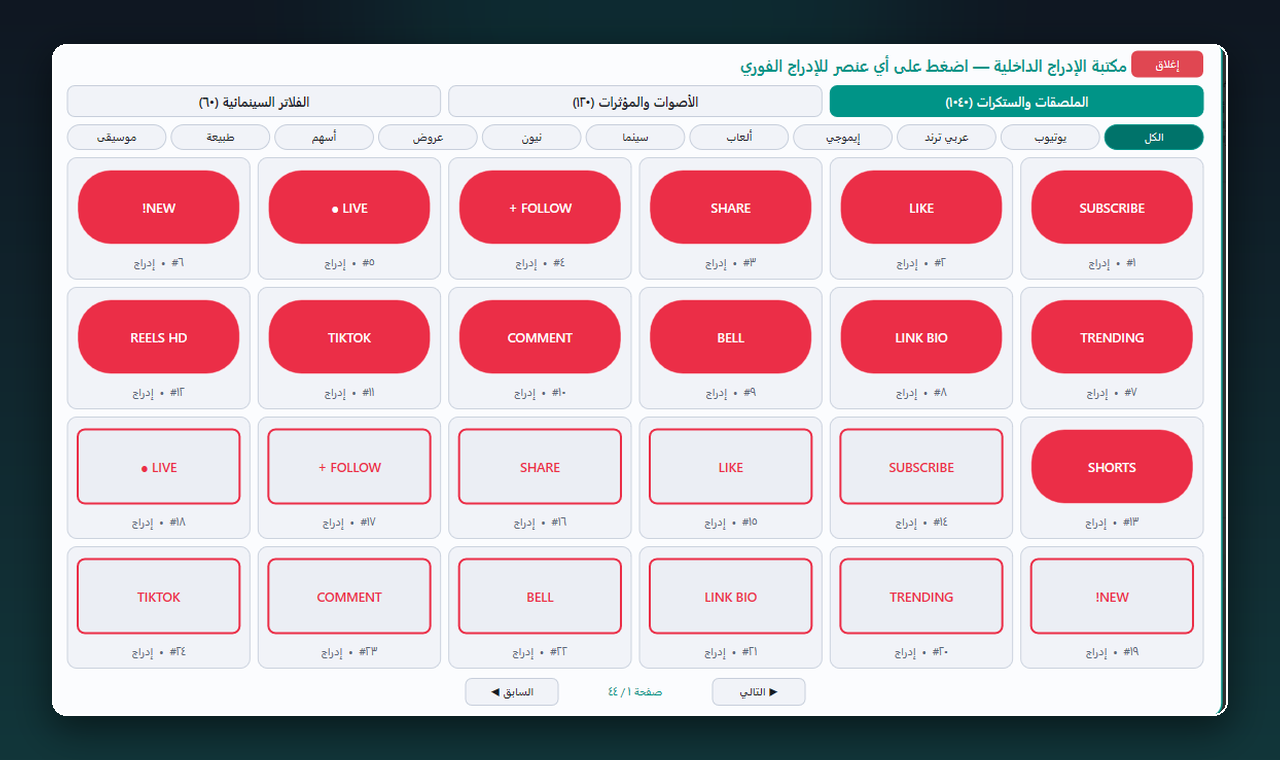 إغلاق
مكتبة الإدراج الداخلية — اضغط على أي عنصر للإدراج الفوري
الملصقات والستكرات (١٠٤٠)
الأصوات والمؤثرات (١٢٠)
الفلاتر السينمائية (٦٠)
الكل
يوتيوب
عربي ترند
إيموجي
ألعاب
سينما
نيون
عروض
أسهم
طبيعة
موسيقى
SUBSCRIBE
LIKE
SHARE
+ FOLLOW
● LIVE
!NEW
#١ • إدراج
#٢ • إدراج
#٣ • إدراج
#٤ • إدراج
#٥ • إدراج
#٦ • إدراج
TRENDING
LINK BIO
BELL
COMMENT
TIKTOK
REELS HD
#٧ • إدراج
#٨ • إدراج
#٩ • إدراج
#١٠ • إدراج
#١١ • إدراج
#١٢ • إدراج
SHORTS
SUBSCRIBE
LIKE
SHARE
+ FOLLOW
● LIVE
#١٣ • إدراج
#١٤ • إدراج
#١٥ • إدراج
#١٦ • إدراج
#١٧ • إدراج
#١٨ • إدراج
!NEW
TRENDING
LINK BIO
BELL
COMMENT
TIKTOK
#١٩ • إدراج
#٢٠ • إدراج
#٢١ • إدراج
#٢٢ • إدراج
#٢٣ • إدراج
#٢٤ • إدراج
▶ التالي
صفحة ١ / ٤٤
السابق ◀